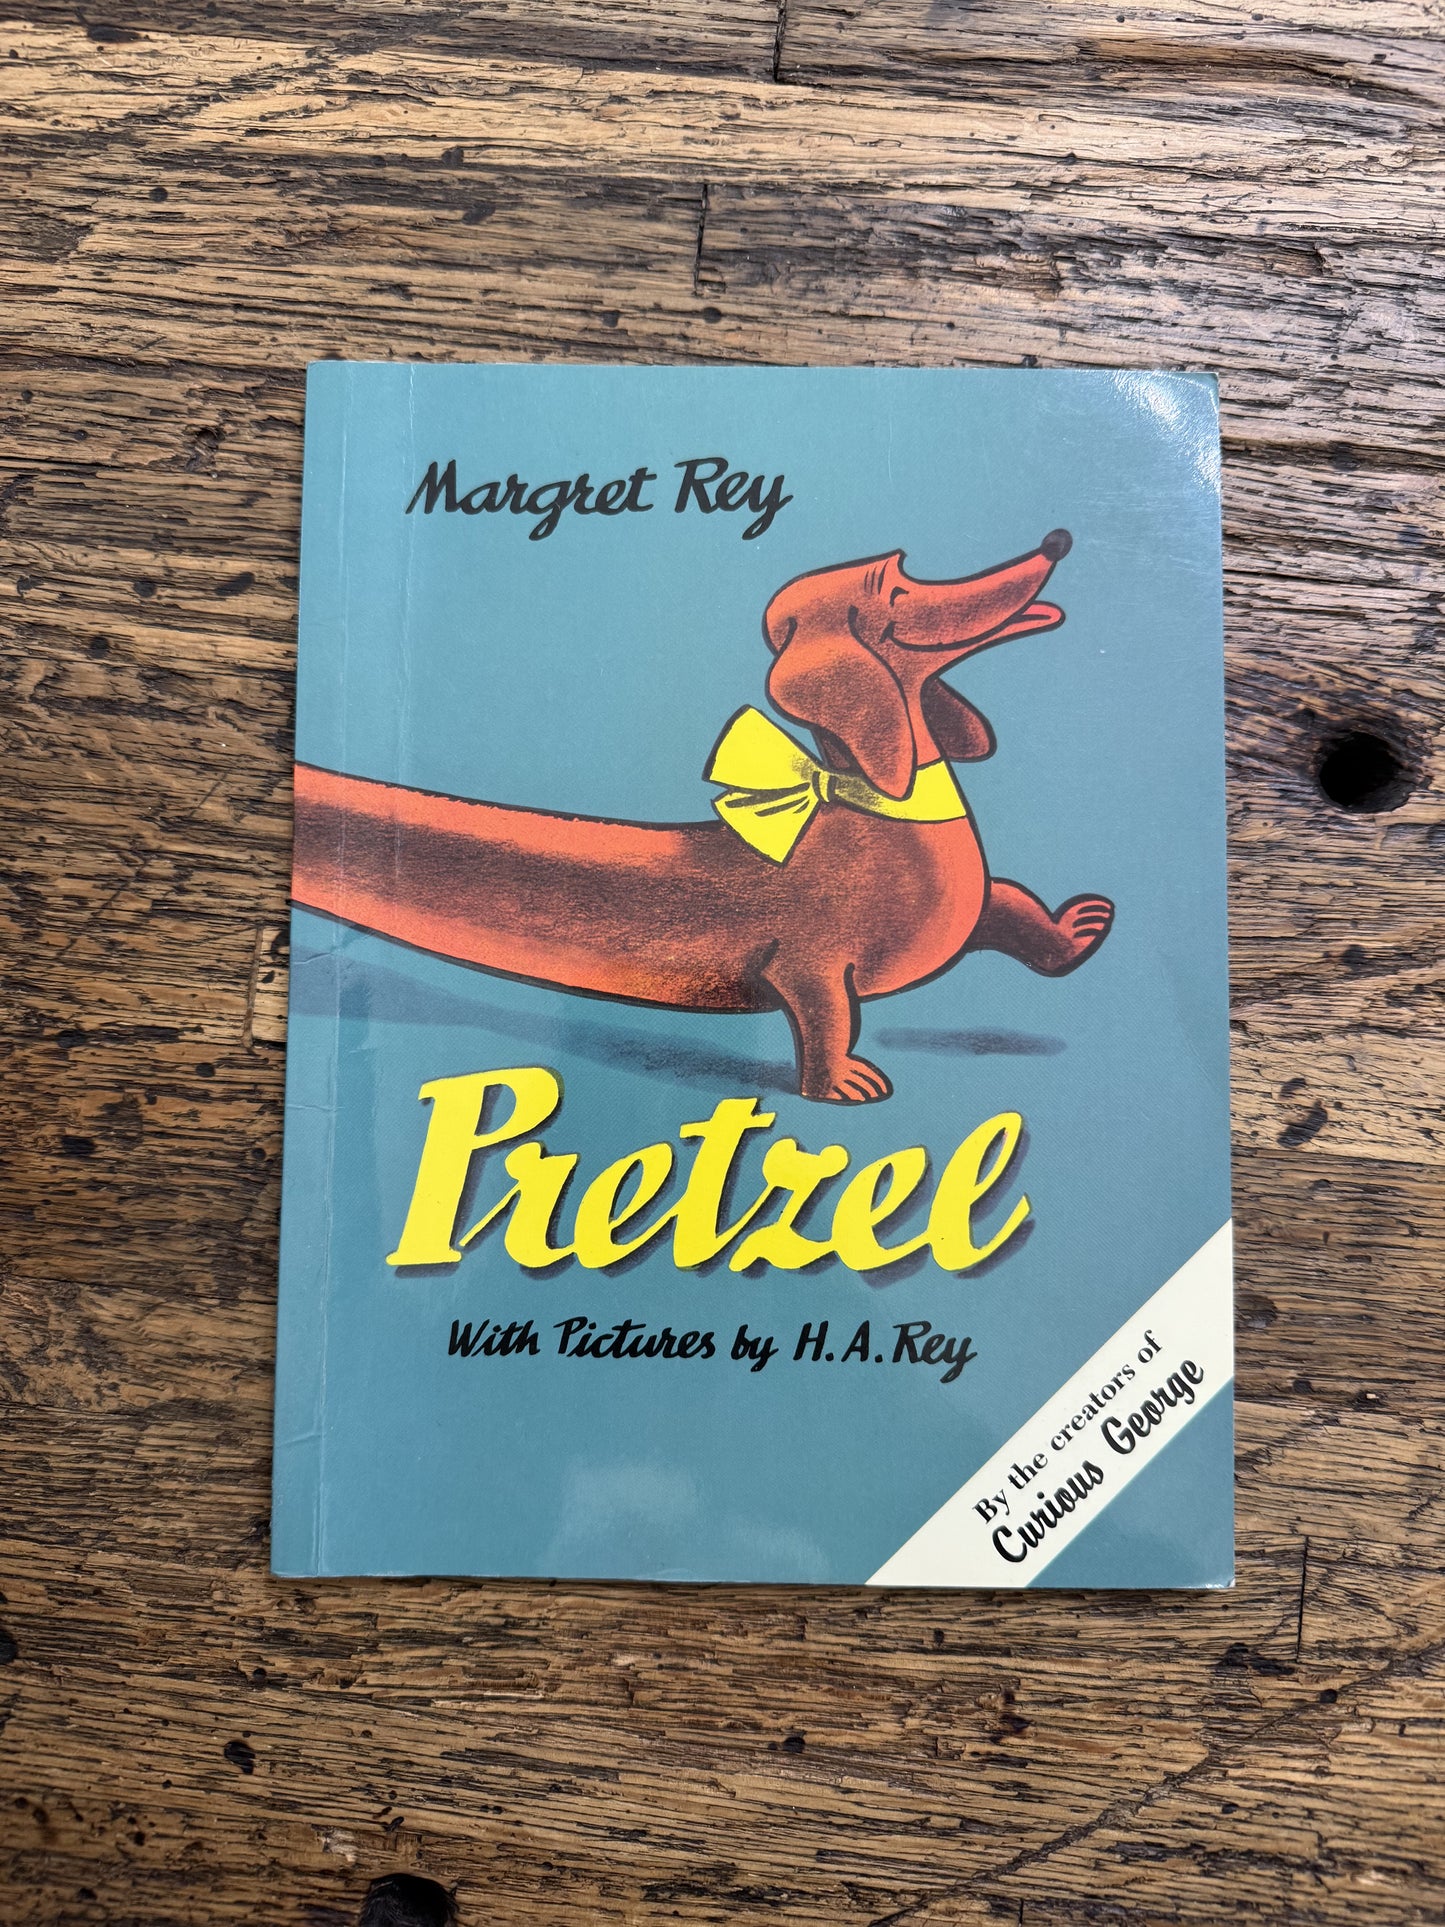 Margret Rey
Pretzel
With Pictures by H. A. Rey
By the creators of
Curious George